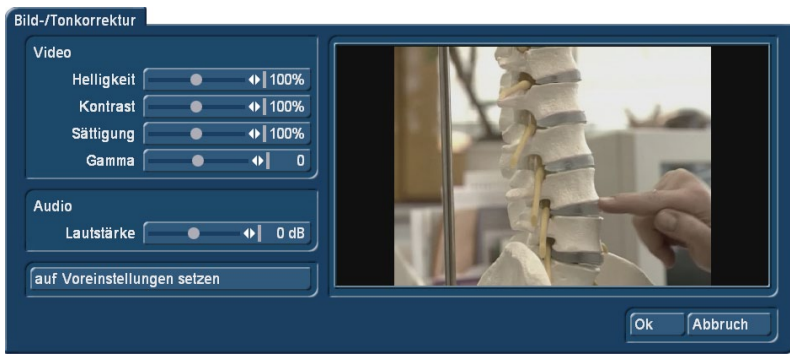 Bild-/Tonkorrektur
Video
Helligkeit 100%
Kontrast 100%
Sättigung 100%
Gamma 0
Audio
Lautstärke 0 dB
auf Voreinstellungen setzen
Ok Abbruch